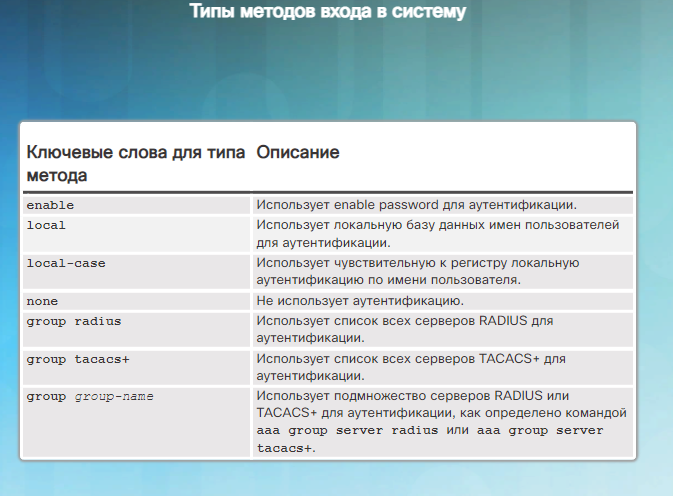 Типы методов входа в систему
Ключевые слова для типа Описание
метода
enable Использует enable password для аутентификации.
local Использует локальную базу данных имен пользователей
для аутентификации.
local-case Использует чувствительную к регистру локальную
аутентификацию по имени пользователя.
none Не использует аутентификацию.
group radius Использует список всех серверов RADIUS для
аутентификации.
group tacacs+ Использует список всех серверов TACACS+ для
аутентификации.
group group-name Использует подмножество серверов RADIUS или
TACACS+ для аутентификации, как определено командой
aaa group server radius или aaa group server
tacacs+.